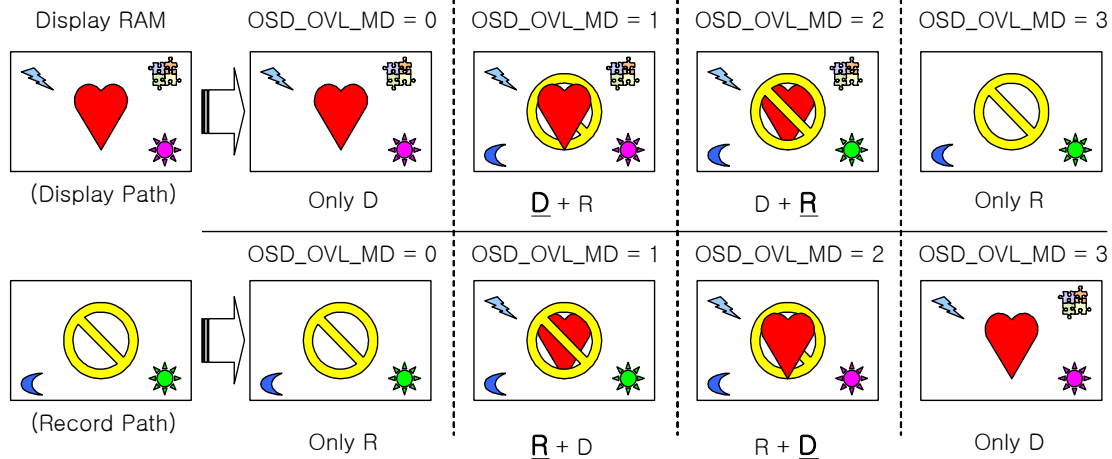 Display RAM
OSD_OVL_MD = 0
OSD_OVL_MD = 1
OSD_OVL_MD = 2
OSD_OVL_MD = 3
(Display Path)
Only D
D + R
D + R
Only R
OSD_OVL_MD = 0
OSD_OVL_MD = 1
OSD_OVL_MD = 2
OSD_OVL_MD = 3
(Record Path)
Only R
R + D
R + D
Only D